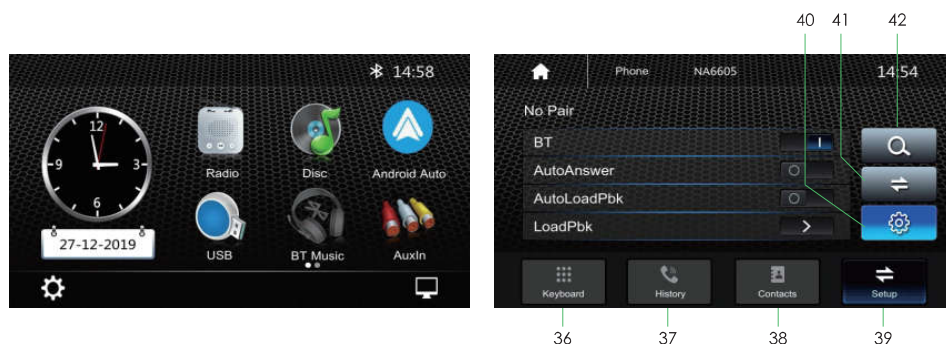 40 41 42
14:58
12
9 3
6
27-12-2019
Radio Disc Android Auto
USB BT Music AuxIn
Phone NA6605 14:54
No Pair
BT
AutoAnswer
AutoLoadPbk
LoadPbk
Keyboard History Contacts Setup
36 37 38 39